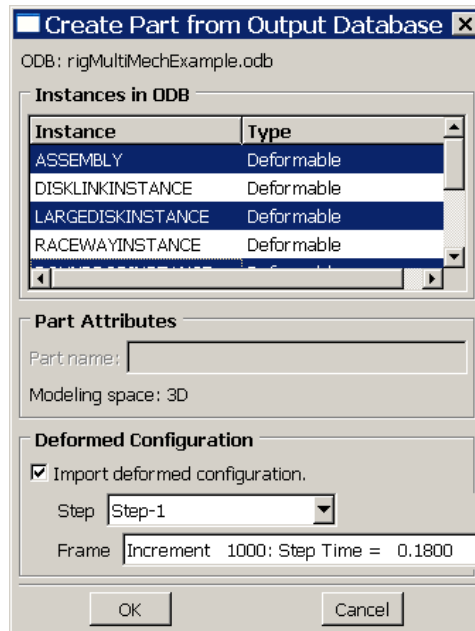 Create Part from Output Database
ODB: rigMultiMechExample.odb
Instances in ODB
Instance Type
ASSEMBLY Deformable
DISKLINKINSTANCE Deformable
LARGEDISKINSTANCE Deformable
RACEWAYINSTANCE Deformable
Part Attributes
Part name:
Modeling space: 3D
Deformed Configuration
Import deformed configuration.
Step Step-1
Frame Increment 1000: Step Time = 0.1800
OK Cancel